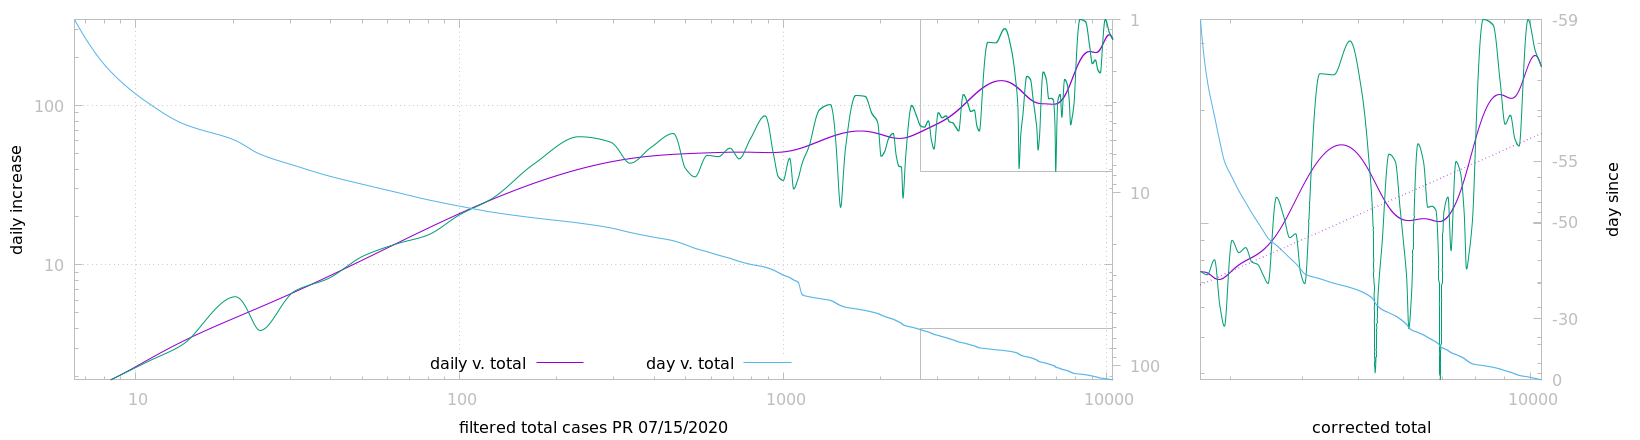 1
-59
100
daily increase
-55
10
-50
day since
10
-30
daily v. total
day v. total
100
0
10
100
1000
10000
10000
filtered total cases PR 07/15/2020
corrected total